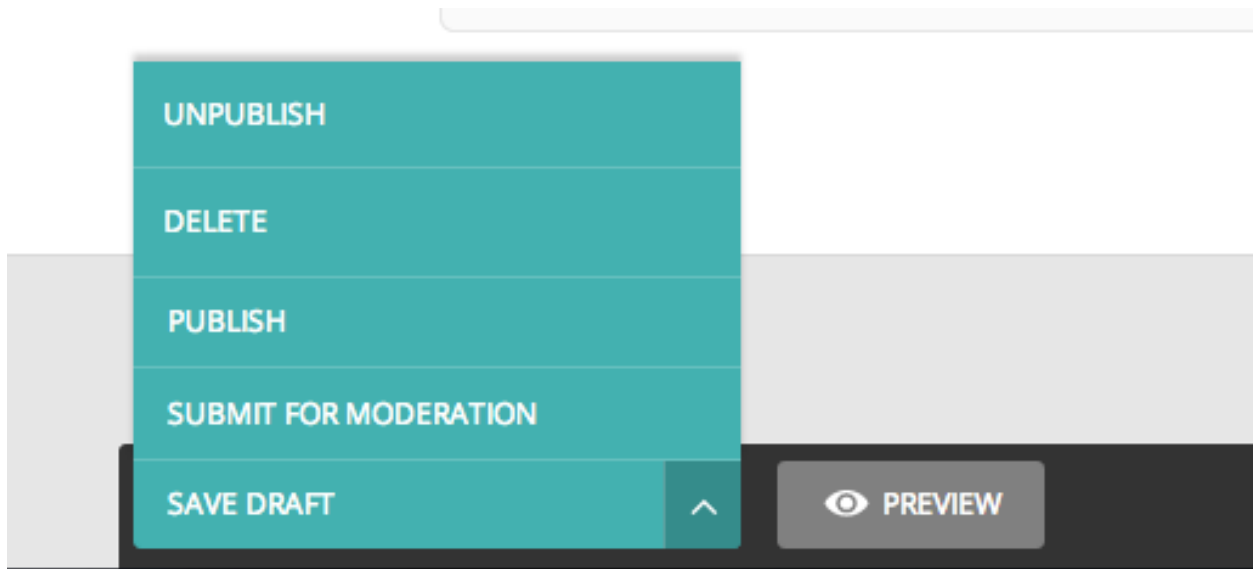 UNPUBLISH
DELETE
PUBLISH
SUBMIT FOR MODERATION
SAVE DRAFT
PREVIEW